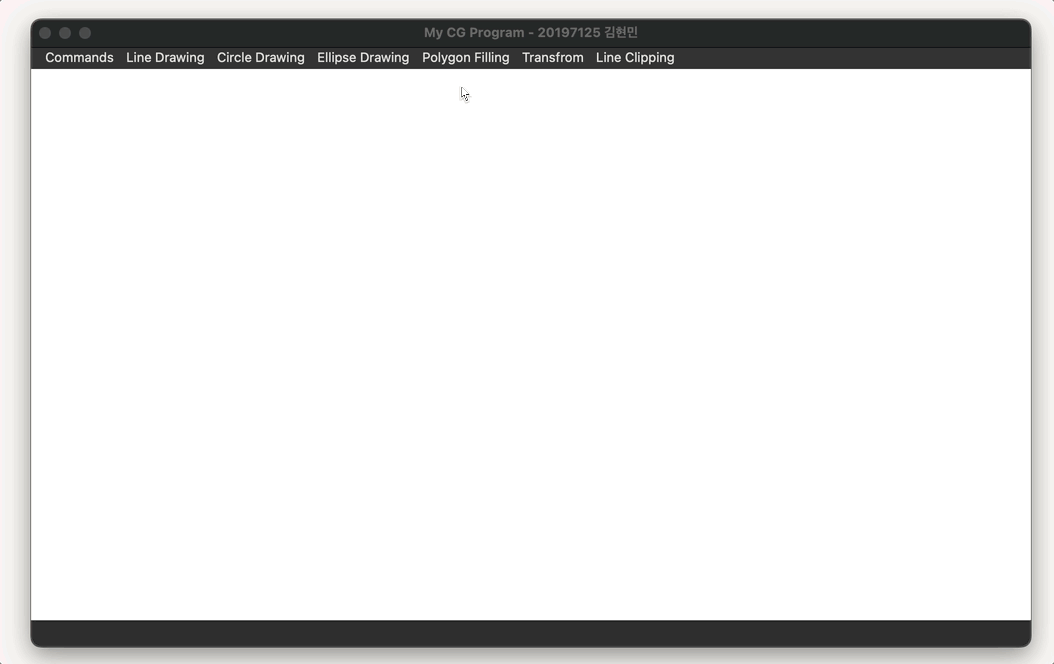 My CG Program - 20197125 김현민
Commands Line Drawing Circle Drawing Ellipse Drawing Polygon Filling Transfrom Line Clipping